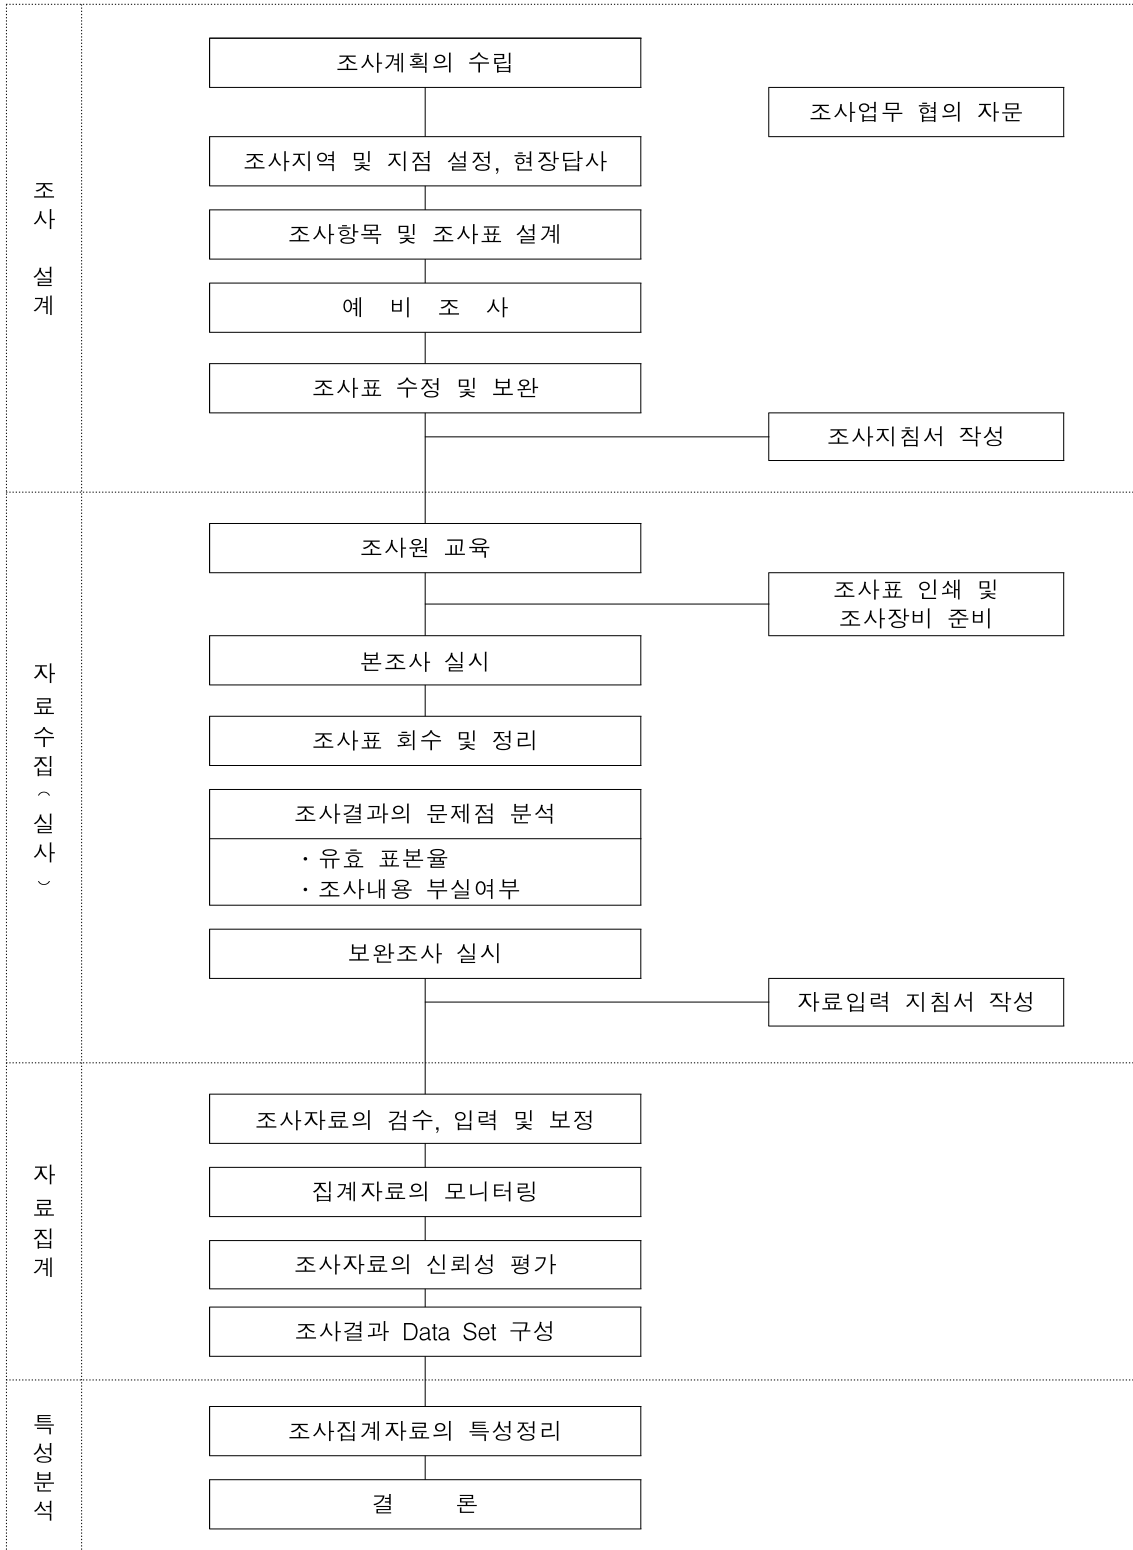 조사 설계
조사계획의 수립
조사업무 협의 자문
조사지역 및 지점 설정, 현장답사
조사항목 및 조사표 설계
예 비 조 사
조사표 수정 및 보완
조사지침서 작성
자료수집(실사)
조사원 교육
조사표 인쇄 및
조사장비 준비
본조사 실시
조사표 회수 및 정리
조사결과의 문제점 분석
· 유효 표본율
· 조사내용 부실여부
보완조사 실시
자료입력 지침서 작성
자료집계
조사자료의 검수, 입력 및 보정
집계자료의 모니터링
조사자료의 신뢰성 평가
조사결과 Data Set 구성
특성분석
조사집계자료의 특성정리
결 론